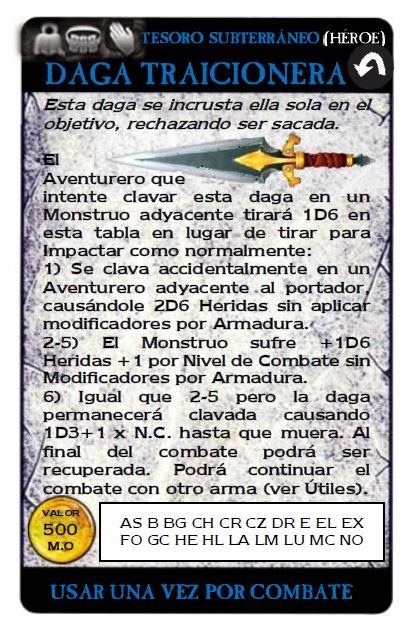 TESORO SUBTERRÁNEO (HÉROE)
DAGA TRAICIONERA
Esta daga se incrusta ella sola en el
objetivo, rechazando ser sacada.
El
Aventurero que
intente clavar esta daga en un
Monstruo adyacente tirará 1D6 en
esta tabla en lugar de tirar para
Impactar como normalmente:
1) Se clava accidentalmente en un
Aventurero adyacente al portador,
causándole 2D6 Heridas sin aplicar
modificadores por Armadura.
2-5) El Monstruo sufre +1D6
Heridas +1 por Nivel de Combate sin
Modificadores por Armadura.
6) Igual que 2-5 pero la daga
permanecerá clavada causando
1D3+1 x N.C. hasta que muera. Al
final del combate podrá ser
recuperada. Podrá continuar el
combate con otro arma (ver Útiles).
VALOR
500
M.O
AS B BG CH CR CZ DR E EL EX
FO GC HE HL LA LM LU MC NO
USAR UNA VEZ POR COMBATE